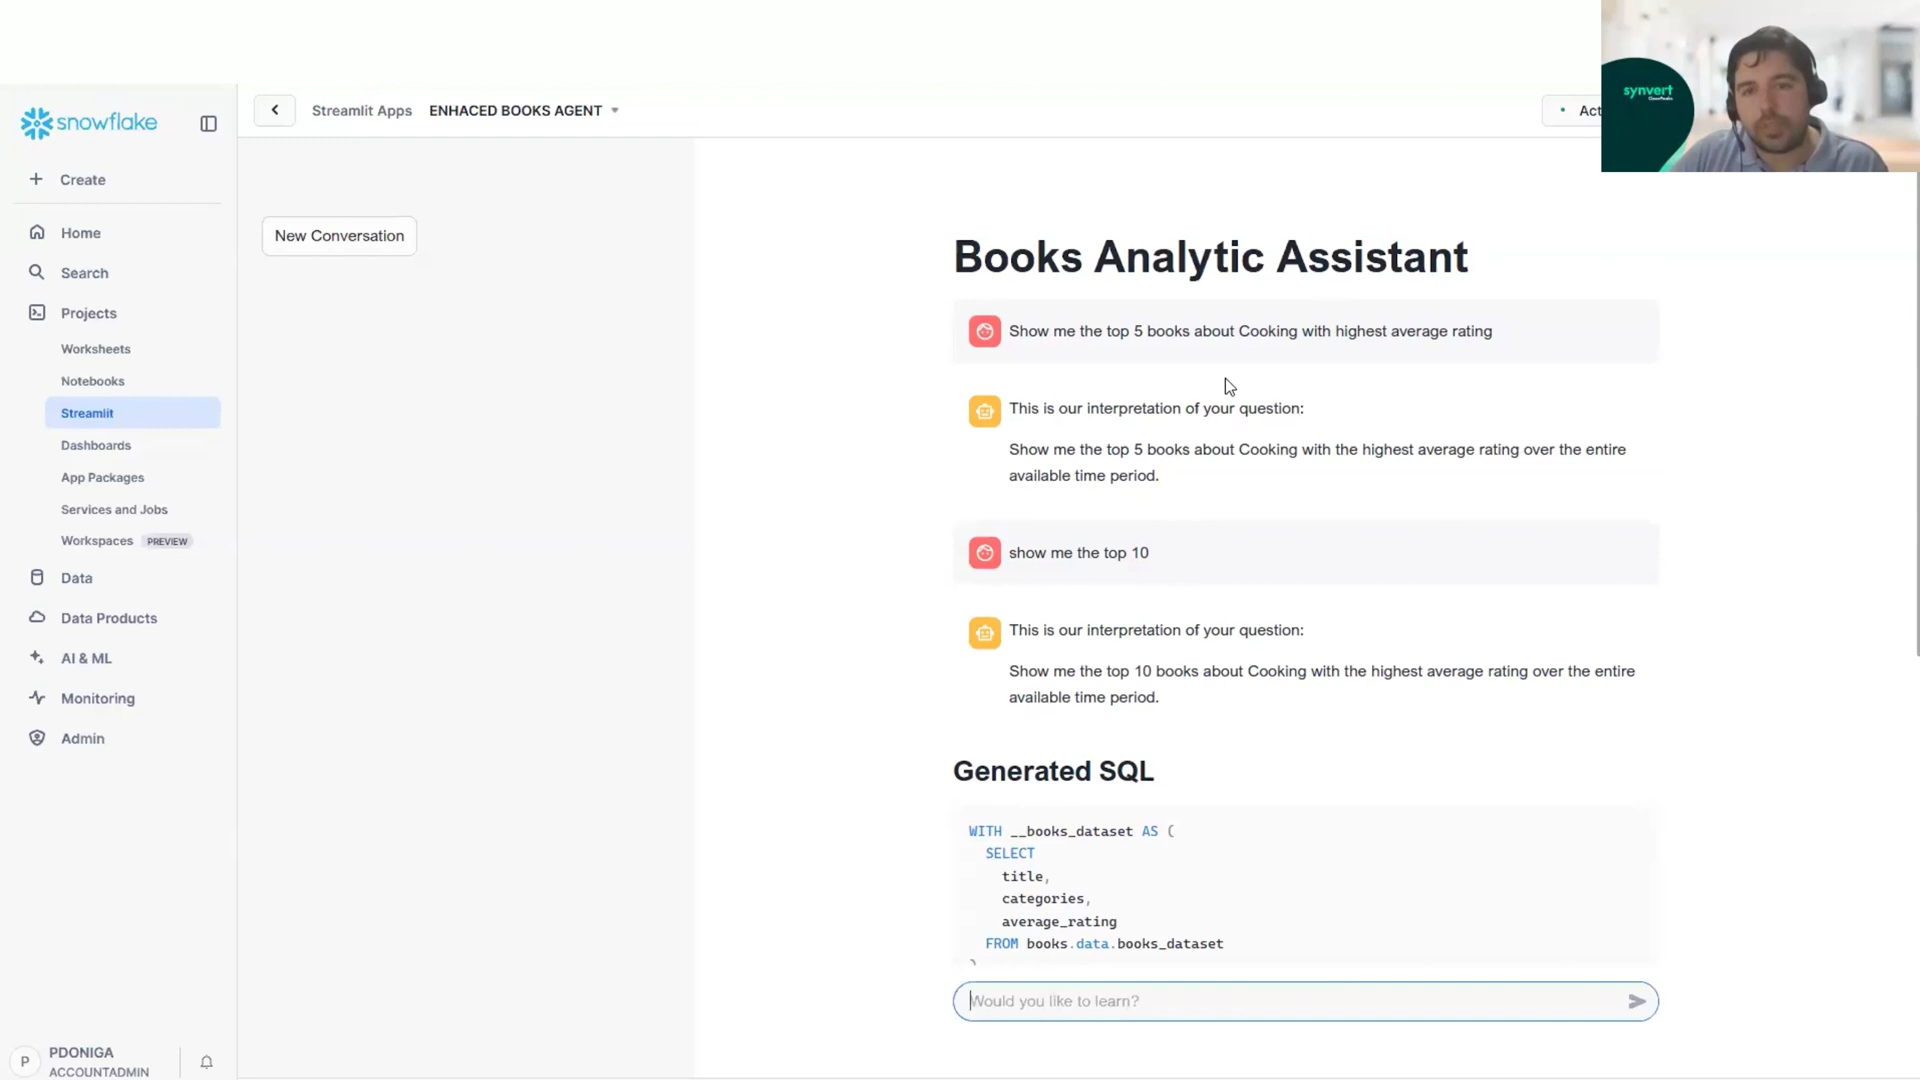 synvert
snowflake
Streamlit Apps ENHACED BOOKS AGENT
Act
Create
Home
Search
Projects
Worksheets
Notebooks
Streamlit
Dashboards
App Packages
Services and Jobs
Workspaces PREVIEW
Data
Data Products
AI & ML
Monitoring
Admin
P
PDONIGA
ACCOUNTADMIN
New Conversation
Books Analytic Assistant
Show me the top 5 books about Cooking with highest average rating
This is our interpretation of your question:
Show me the top 5 books about Cooking with the highest average rating over the entire
available time period.
show me the top 10
This is our interpretation of your question:
Show me the top 10 books about Cooking with the highest average rating over the entire
available time period.
Generated SQL
WITH __books_dataset AS (
SELECT
title,
categories,
average_rating
FROM books.data.books_dataset
)
Would you like to learn?